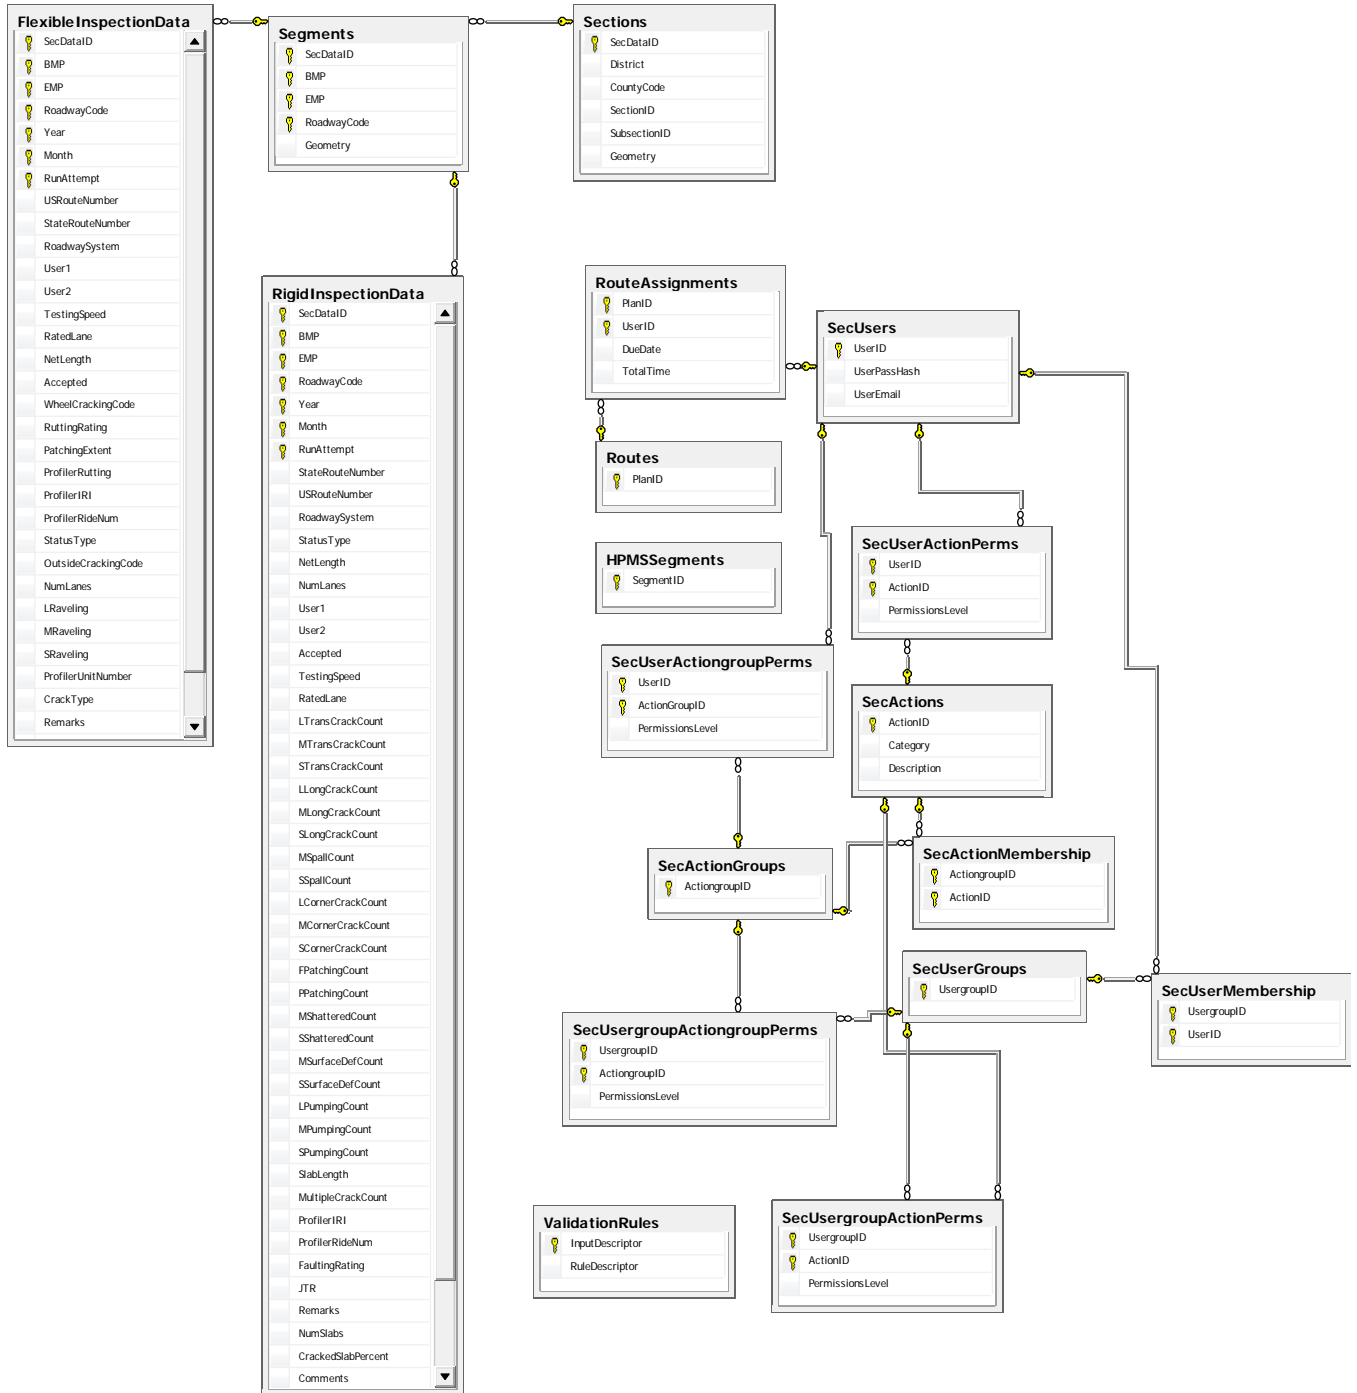 FlexibleInspectionData
SecDataID
BMP
EMP
RoadwayCode
Year
Month
RunAttempt
USRouteNumber
StateRouteNumber
RoadwaySystem
User1
User2
TestingSpeed
RatedLane
NetLength
Accepted
WheelCrackingCode
RuttingRating
PatchingExtent
ProfilerRutting
ProfilerIRI
ProfilerRideNum
StatusType
OutsideCrackingCode
NumLanes
LRaveling
MRaveling
SRaveling
ProfilerUnitNumber
CrackType
Remarks
Segments
SecDataID
BMP
EMP
RoadwayCode
Geometry
Sections
SecDataID
District
CountyCode
SectionID
SubsectionID
Geometry
RigidInspectionData
SecDataID
BMP
EMP
RoadwayCode
Year
Month
RunAttempt
StateRouteNumber
USRouteNumber
RoadwaySystem
StatusType
NetLength
NumLanes
User1
User2
Accepted
TestingSpeed
RatedLane
LTransCrackCount
MTransCrackCount
STransCrackCount
LLongCrackCount
MLongCrackCount
SLongCrackCount
MSpallCount
SSpallCount
LCornerCrackCount
MCornerCrackCount
SCornerCrackCount
FPatchingCount
PPatchingCount
MShatteredCount
SShatteredCount
MSurfaceDefCount
SSurfaceDefCount
LPumpingCount
MPumpingCount
SPumpingCount
SlabLength
MultipleCrackCount
ProfilerIRI
ProfilerRideNum
FaultingRating
JTR
Remarks
NumSlabs
CrackedSlabPercent
Comments
RouteAssignments
PlanID
UserID
DueDate
TotalTime
SecUsers
UserID
UserPassHash
UserEmail
Routes
PlanID
HPMSSegments
SegmentID
SecUserActionPerms
UserID
ActionID
PermissionsLevel
SecUserActiongroupPerms
UserID
ActionGroupID
PermissionsLevel
SecActions
ActionID
Category
Description
SecActionGroups
ActiongroupID
SecActionMembership
ActiongroupID
ActionID
SecUserGroups
UsergroupID
SecUserMembership
UsergroupID
UserID
SecUsergroupActiongroupPerms
UsergroupID
ActiongroupID
PermissionsLevel
ValidationRules
InputDescriptor
RuleDescriptor
SecUsergroupActionPerms
UsergroupID
ActionID
PermissionsLevel